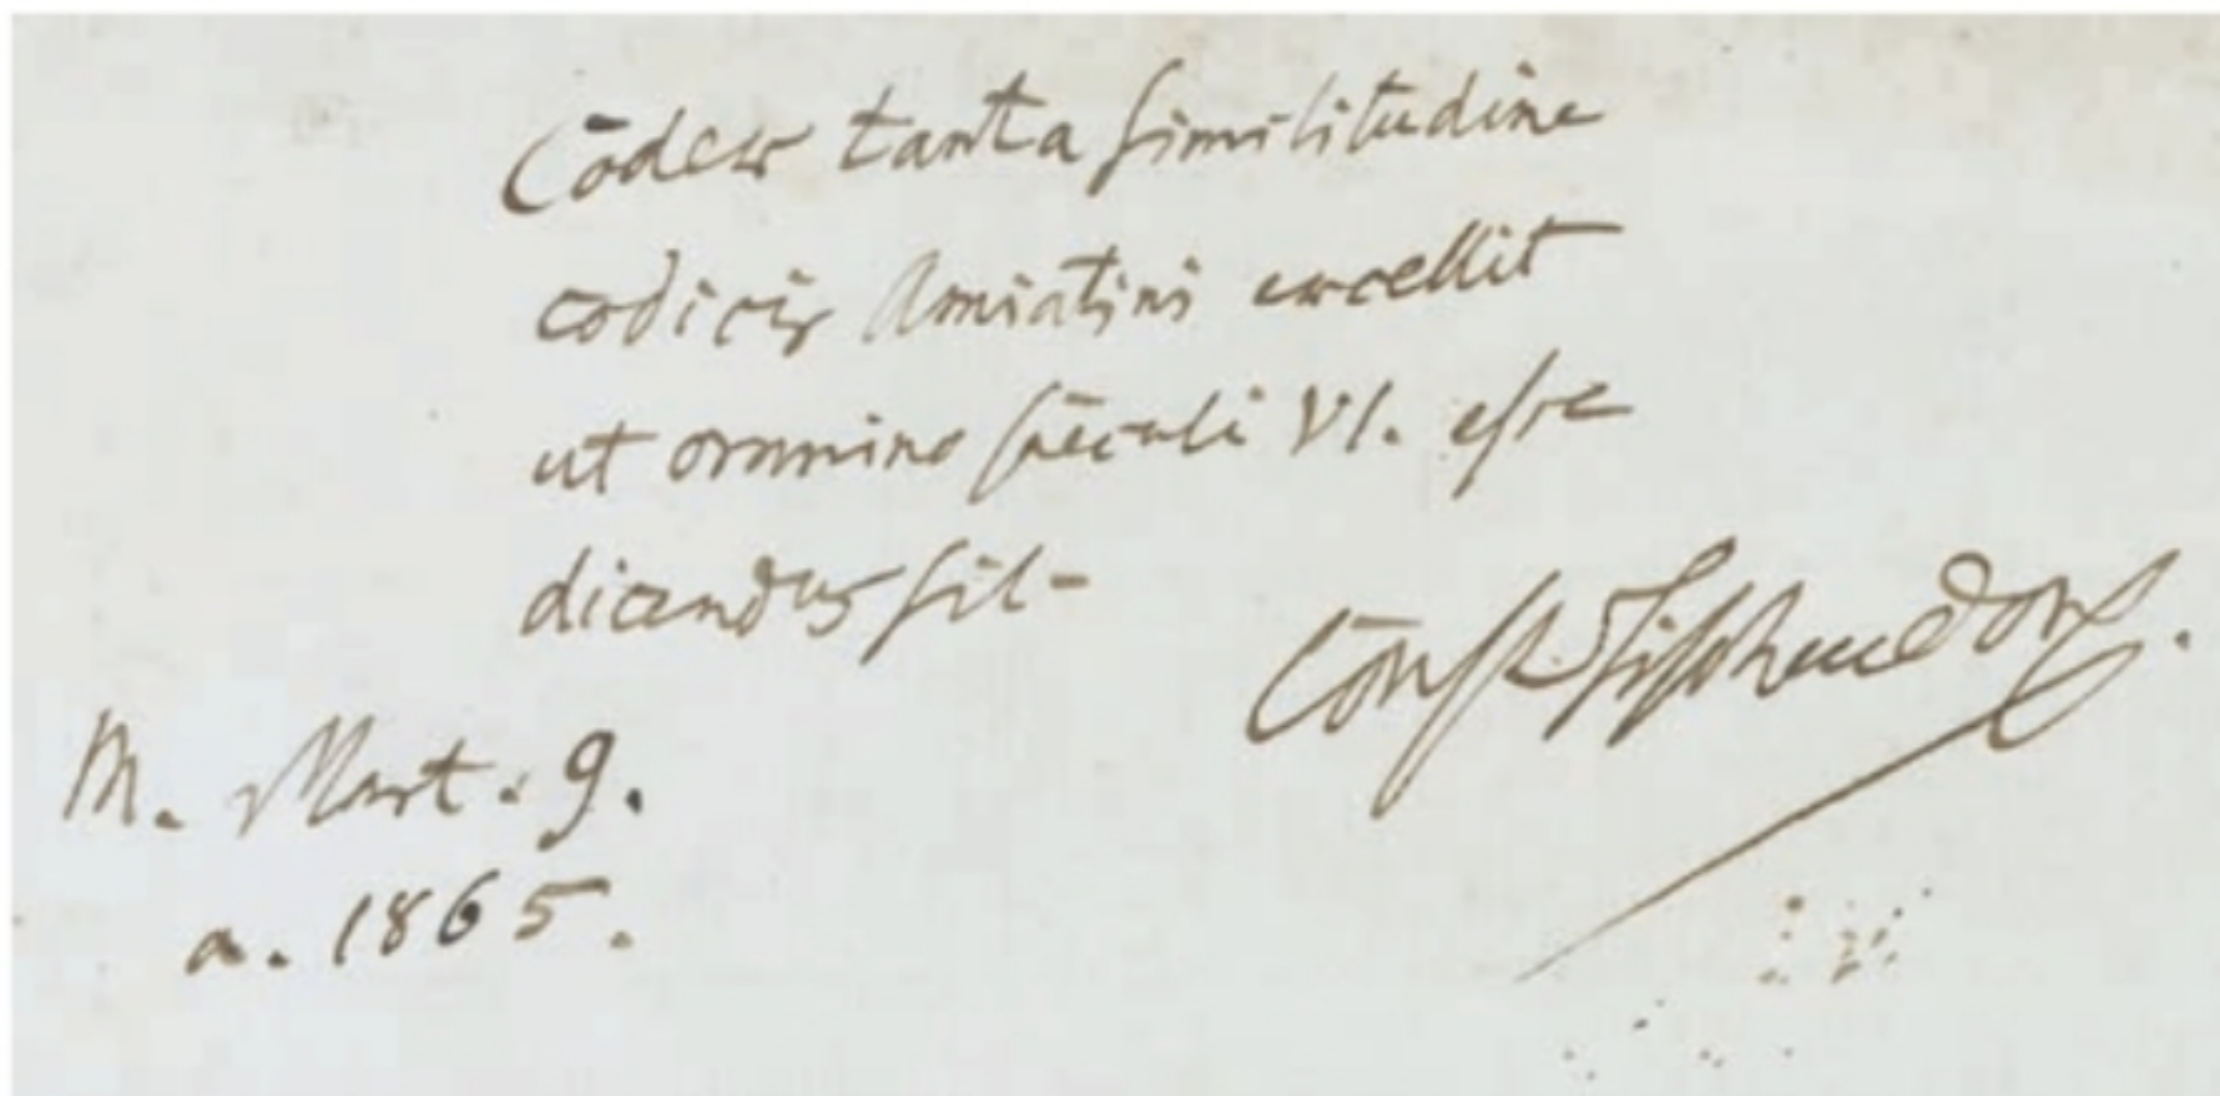 Codex tanta similitudine
codicis Amiatini excellit
ut omnino saeculi VI. esse
dicendus sit-
Const. Tischendorf.
M. Mart. 9.
a. 1865.